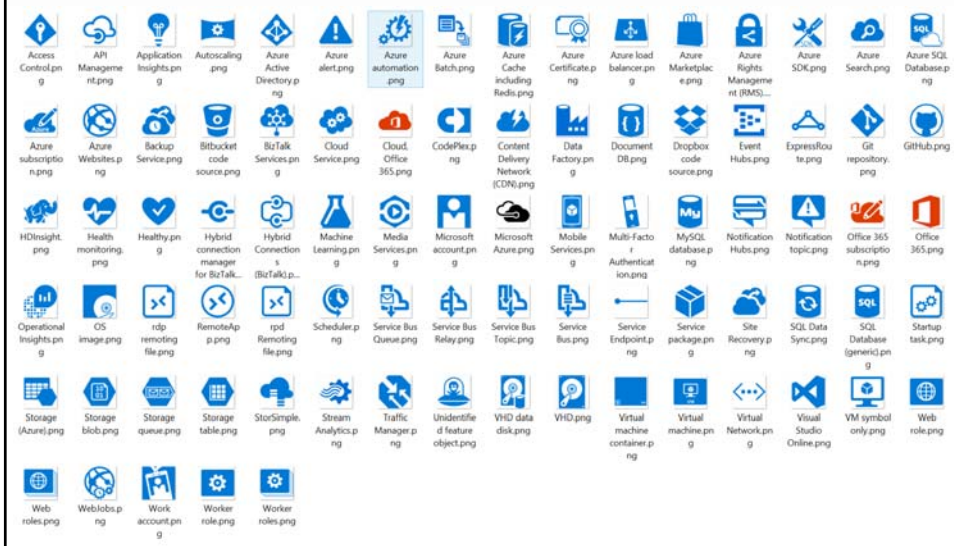 Access
Control.pn
g
API
Manageme
nt.png
Application
Insights.pn
g
Autoscaling
.png
Azure
Active
Directory.p
ng
Azure
alert.png
Azure
automation
.png
Azure
Batch.png
Azure
Cache
including
Redis.png
Azure
Certificate.p
ng
Azure load
balancer.pn
g
Azure
Marketplac
e.png
Azure
Rights
Manageme
nt (RMS)....
Azure
SDK.png
Azure
Search.png
SQL
Azure SQL
Database.p
ng
Azure
Azure
subscriptio
n.png
Azure
Websites.p
ng
Backup
Service.png
Bitbucket
code
source.png
BizTalk
Services.pn
g
Cloud
Service.png
Cloud,
Office
365.png
CodePlex.p
ng
Content
Delivery
Network
(CDN).png
Data
Factory.pn
g
Document
DB.png
Dropbox
code
source.png
Event
Hubs.png
ExpressRou
te.png
Git
repository.
png
GitHub.png
HDInsight.
png
Health
monitoring.
png
Healthy.pn
g
Hybrid
connection
manager
for BizTalk...
Hybrid
Connection
s
(BizTalk).p...
Machine
Learning.pn
g
Media
Services.pn
g
Microsoft
account.pn
g
Microsoft
Azure.png
Mobile
Services.pn
g
Multi-Facto
r
Authenticat
ion.png
My
MySQL
database.p
ng
Notification
Hubs.png
Notification
topic.png
Office 365
subscriptio
n.png
Office
365.png
Operational
Insights.pn
g
OS
image.png
rdp
remoting
file.png
RemoteAp
p.png
rpd
Remoting
file.png
Scheduler.p
ng
Service Bus
Queue.png
Service Bus
Relay.png
Service Bus
Topic.png
Service
Bus.png
Service
Endpoint.p
ng
Service
package.pn
g
Site
Recovery.p
ng
SQL Data
Sync.png
SQL
SQL
Database
(generic).pn
g
Startup
task.png
Storage
(Azure).png
Storage
blob.png
Storage
queue.png
Storage
table.png
StorSimple.
png
Stream
Analytics.p
ng
Traffic
Manager.p
ng
Unidentifie
d feature
object.png
VHD data
disk.png
VHD.png
Virtual
machine
container.p
ng
Virtual
machine.pn
g
Virtual
Network.pn
g
Visual
Studio
Online.png
VM symbol
only.png
Web
role.png
Web
roles.png
WebJobs.p
ng
Work
account.pn
g
Worker
role.png
Worker
roles.png